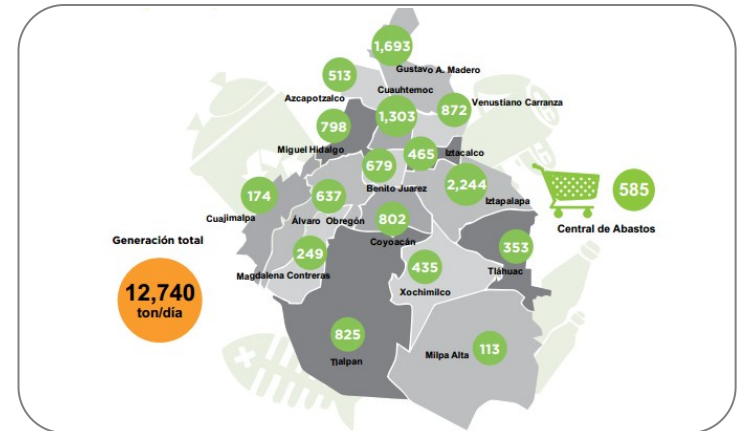 1,693
Gustavo A. Madero
513
Azcapotzalco
Cuauhtemoc
1,303
872
Venustiano Carranza
798
Miguel Hidalgo
465
Iztacalco
679
Benito Juarez
2,244
Iztapalapa
585
Central de Abastos
174
Cuajimalpa
637
Álvaro Obregón
802
Coyoacán
353
Tláhuac
249
Magdalena Contreras
435
Xochimilco
Generación total
12,740
ton/día
825
Tlalpan
113
Milpa Alta